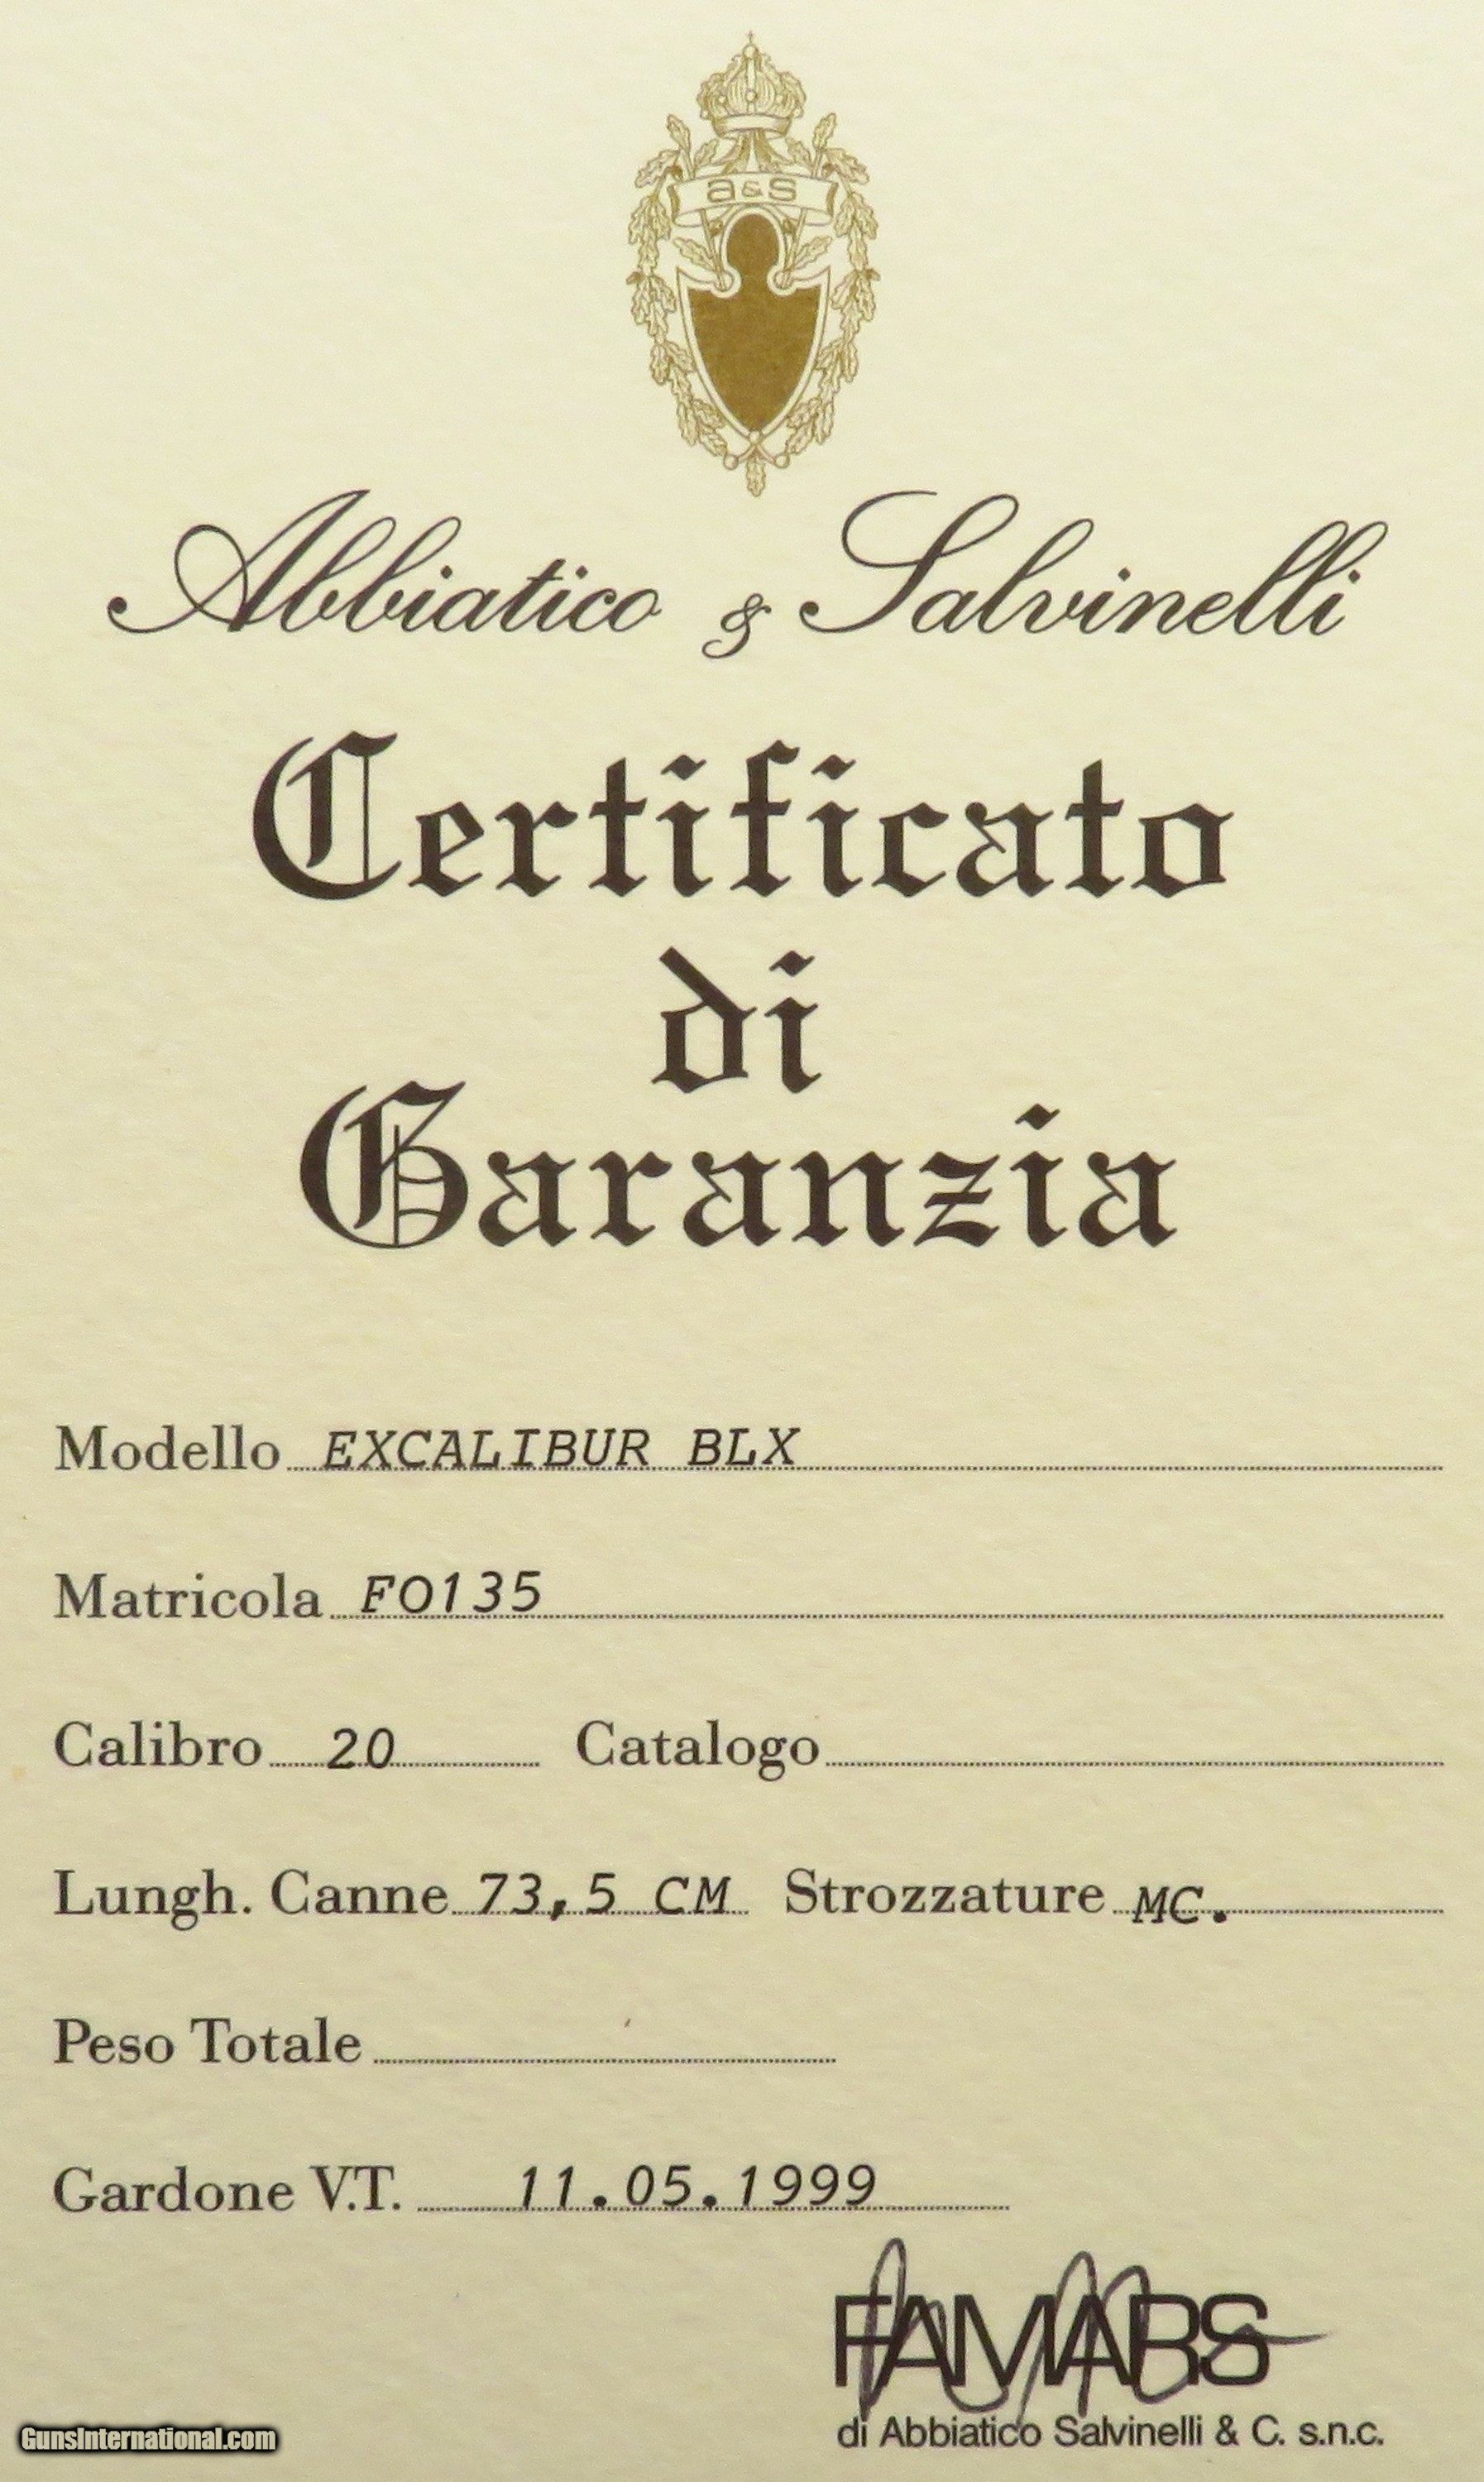 a&s
Abbiatico & Salvinelli
Certificato
di
Garanzia
Modello EXCALIBUR BLX
Matricola FO135
Calibro 20 Catalogo
Lungh. Canne 73,5 CM Strozzature MC.
Peso Totale
Gardone V.T. 11.05.1999
FAMARS
di Abbiatico Salvinelli & C. s.n.c.
GunsInternational.com